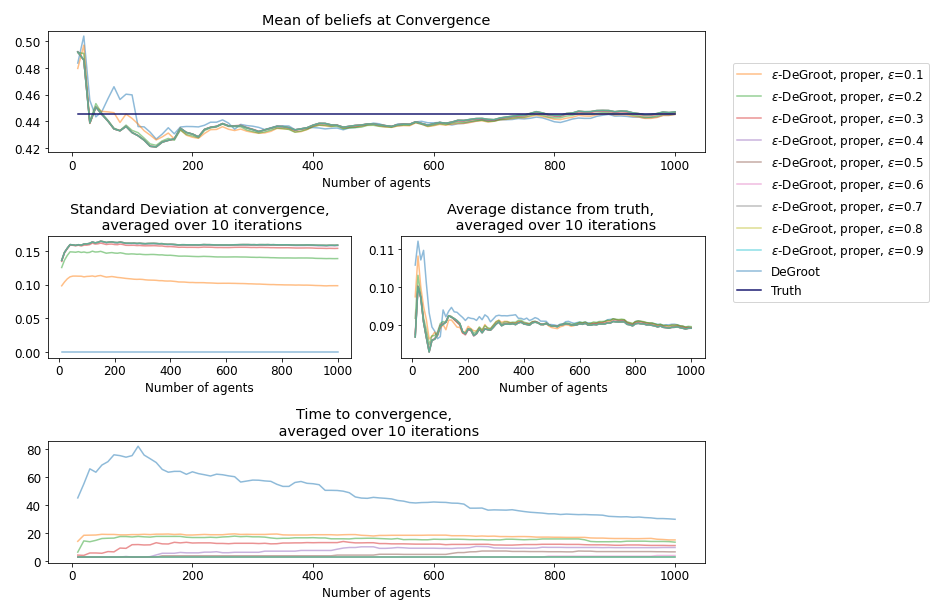 Mean of beliefs at Convergence
0.50
0.48
0.46
0.44
0.42
0 200 400 600 800 1000
Number of agents
ε-DeGroot, proper, ε=0.1
ε-DeGroot, proper, ε=0.2
ε-DeGroot, proper, ε=0.3
ε-DeGroot, proper, ε=0.4
ε-DeGroot, proper, ε=0.5
ε-DeGroot, proper, ε=0.6
ε-DeGroot, proper, ε=0.7
ε-DeGroot, proper, ε=0.8
ε-DeGroot, proper, ε=0.9
DeGroot
Truth
Standard Deviation at convergence,
averaged over 10 iterations
0.15
0.10
0.05
0.00
0 200 400 600 800 1000
Number of agents
Average distance from truth,
averaged over 10 iterations
0.11
0.10
0.09
0 200 400 600 800 1000
Number of agents
Time to convergence,
averaged over 10 iterations
80
60
40
20
0
0 200 400 600 800 1000
Number of agents